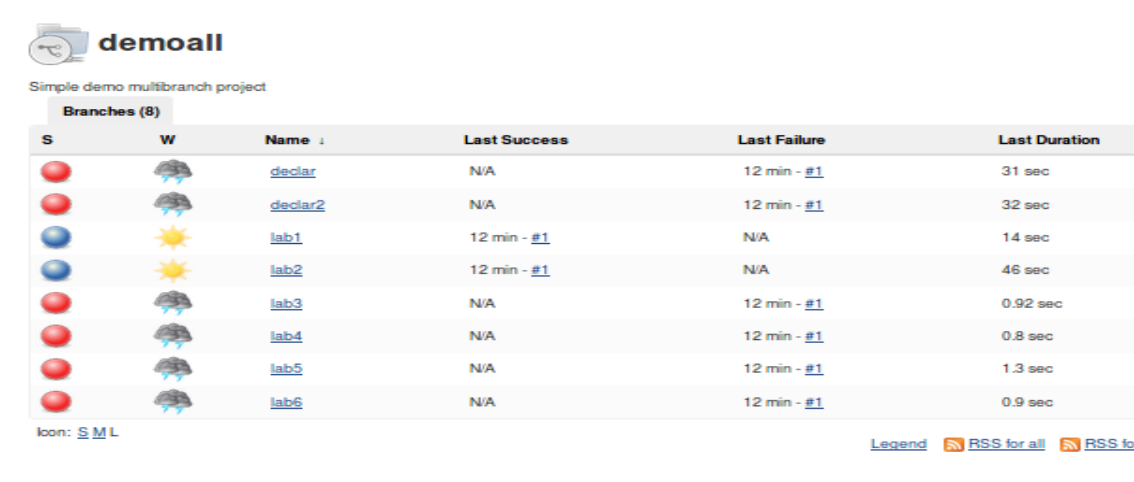 demoall
Simple demo multibranch project
Branches (8)
S W Name ↓ Last Success Last Failure Last Duration
declar N/A 12 min - #1 31 sec
declar2 N/A 12 min - #1 32 sec
lab1 12 min - #1 N/A 14 sec
lab2 12 min - #1 N/A 46 sec
lab3 N/A 12 min - #1 0.92 sec
lab4 N/A 12 min - #1 0.8 sec
lab5 N/A 12 min - #1 1.3 sec
lab6 N/A 12 min - #1 0.9 sec
Icon: S M L
Legend RSS for all RSS fo